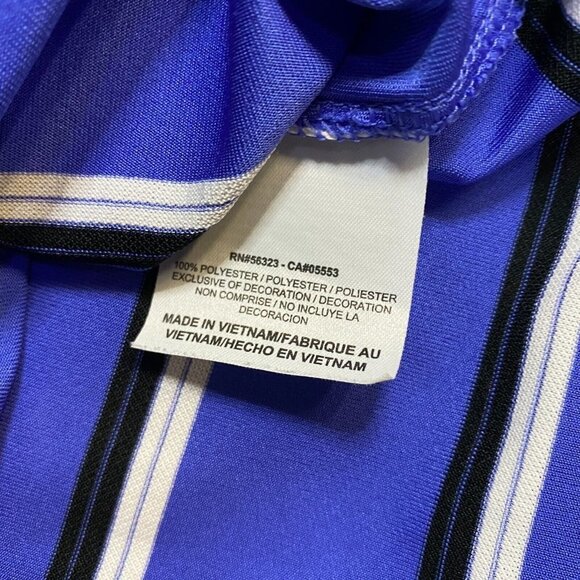 RN#56323 - CA#05553
100% POLYESTER / POLYESTER / POLIESTER
EXCLUSIVE OF DECORATION / DECORATION
NON COMPRISE / NO INCLUYE LA
DECORACION
MADE IN VIETNAM/FABRIQUE AU
VIETNAM/HECHO EN VIETNAM